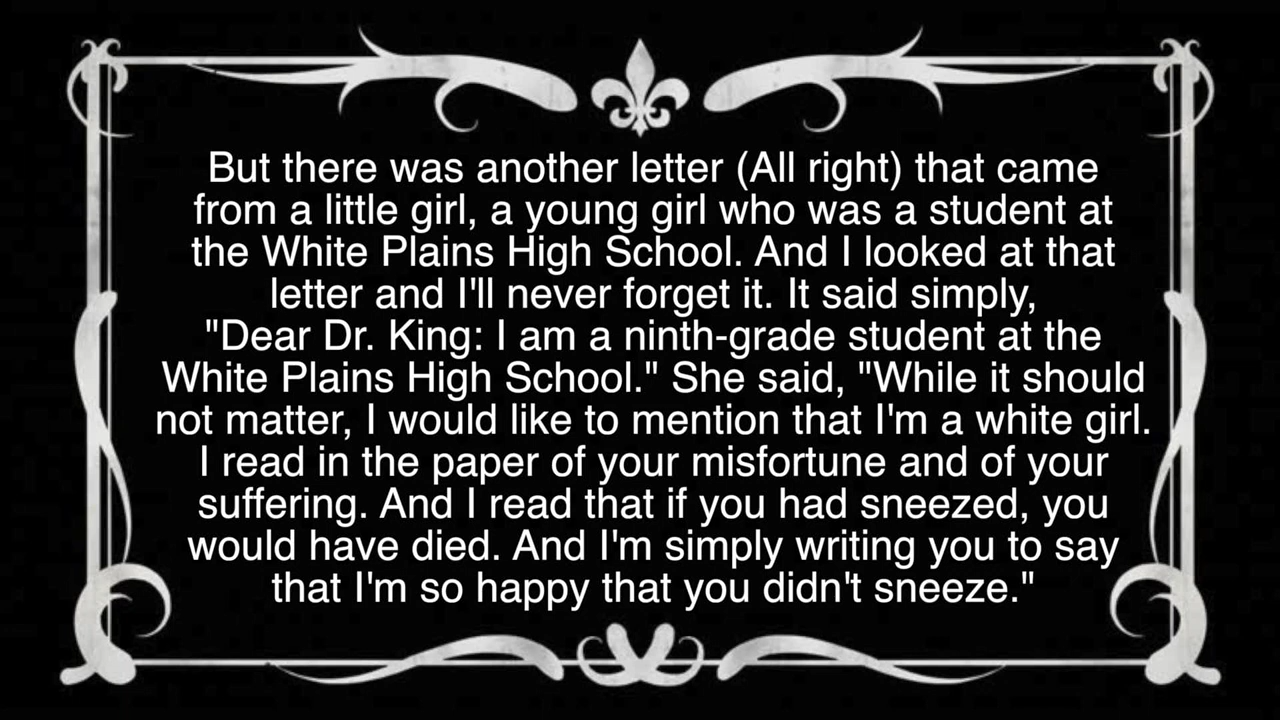 But there was another letter (All right) that came
from a little girl, a young girl who was a student at
the White Plains High School. And I looked at that
letter and I'll never forget it. It said simply,
"Dear Dr. King: I am a ninth-grade student at the
White Plains High School." She said, "While it should
not matter, I would like to mention that I'm a white girl.
I read in the paper of your misfortune and of your
suffering. And I read that if you had sneezed, you
would have died. And I'm simply writing you to say
that I'm so happy that you didn't sneeze."